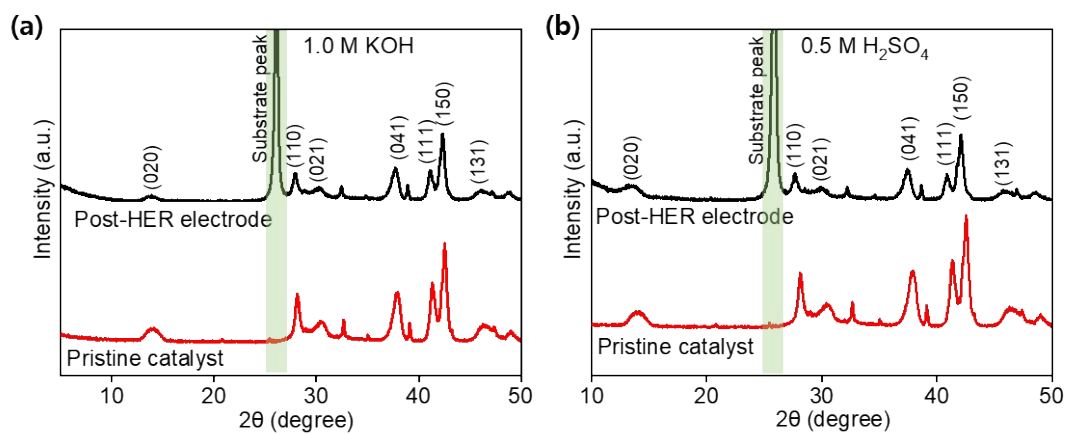 (a)
1.0 M KOH
Substrate peak
(020)
(110)
(021)
(041)
(111)
(150)
(131)
Post-HER electrode
Pristine catalyst
Intensity (a.u.)
10 20 30 40 50
2θ (degree)
(b)
0.5 M H₂SO₄
Substrate peak
(020)
(110)
(021)
(041)
(111)
(150)
(131)
Post-HER electrode
Pristine catalyst
Intensity (a.u.)
10 20 30 40 50
2θ (degree)